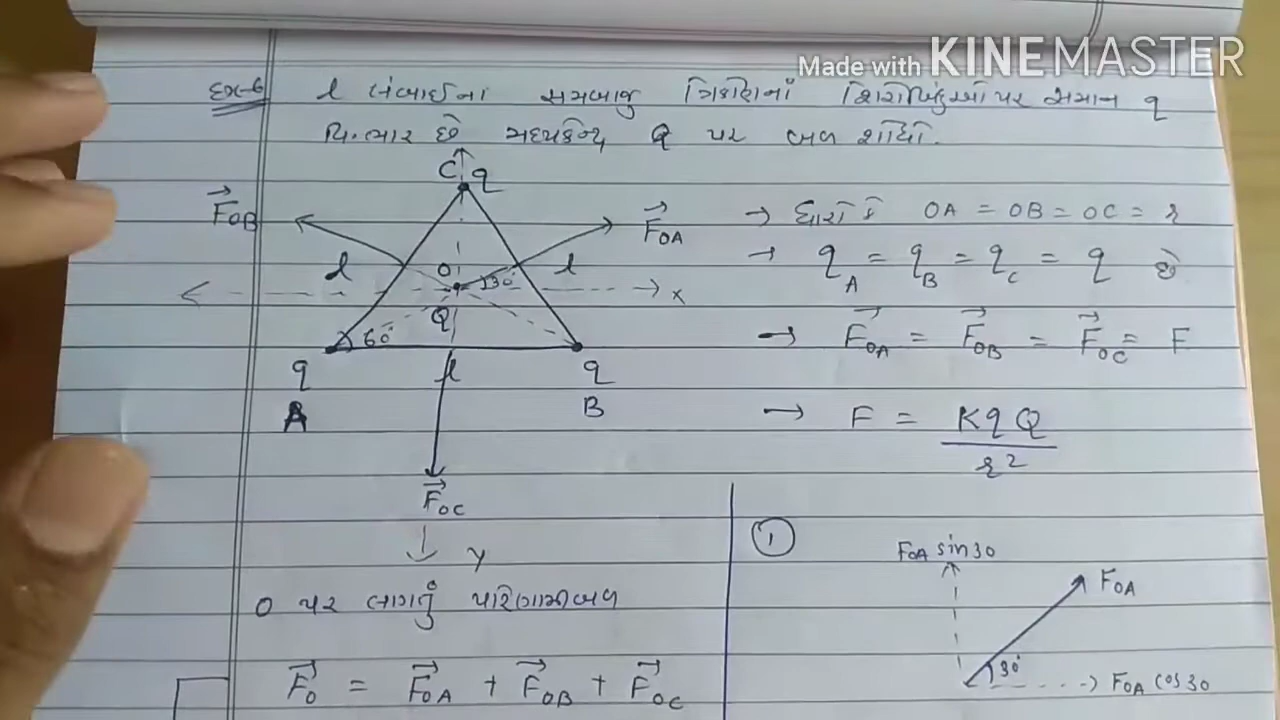 Made with KINEMASTER
Ex-6 l લંબાઈના સમબાજુ ત્રિકોણનાં શિરોબિંદુઓ પર સમાન q
વિ.ભાર છે મધ્યકેન્દ્ર Q પર બળ શોધો.
C q
F⃗OB
F⃗OA
l O l
30°
x
Q
60°
q l q
A B
F⃗OC
y
→ ધારો કે OA = OB = OC = r
→ qA = qB = qC = q છે
→ F⃗OA = F⃗OB = F⃗OC = F
→ F = KqQ / r²
O પર લાગતું પરિણામીબળ
F⃗O = F⃗OA + F⃗OB + F⃗OC
1
FOA sin30
FOA
30°
FOA cos30